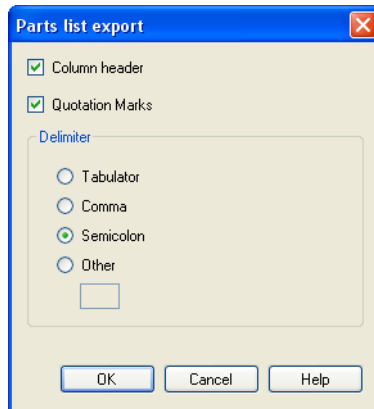 Parts list export
Column header
Quotation Marks
Delimiter
Tabulator
Comma
Semicolon
Other
OK Cancel Help